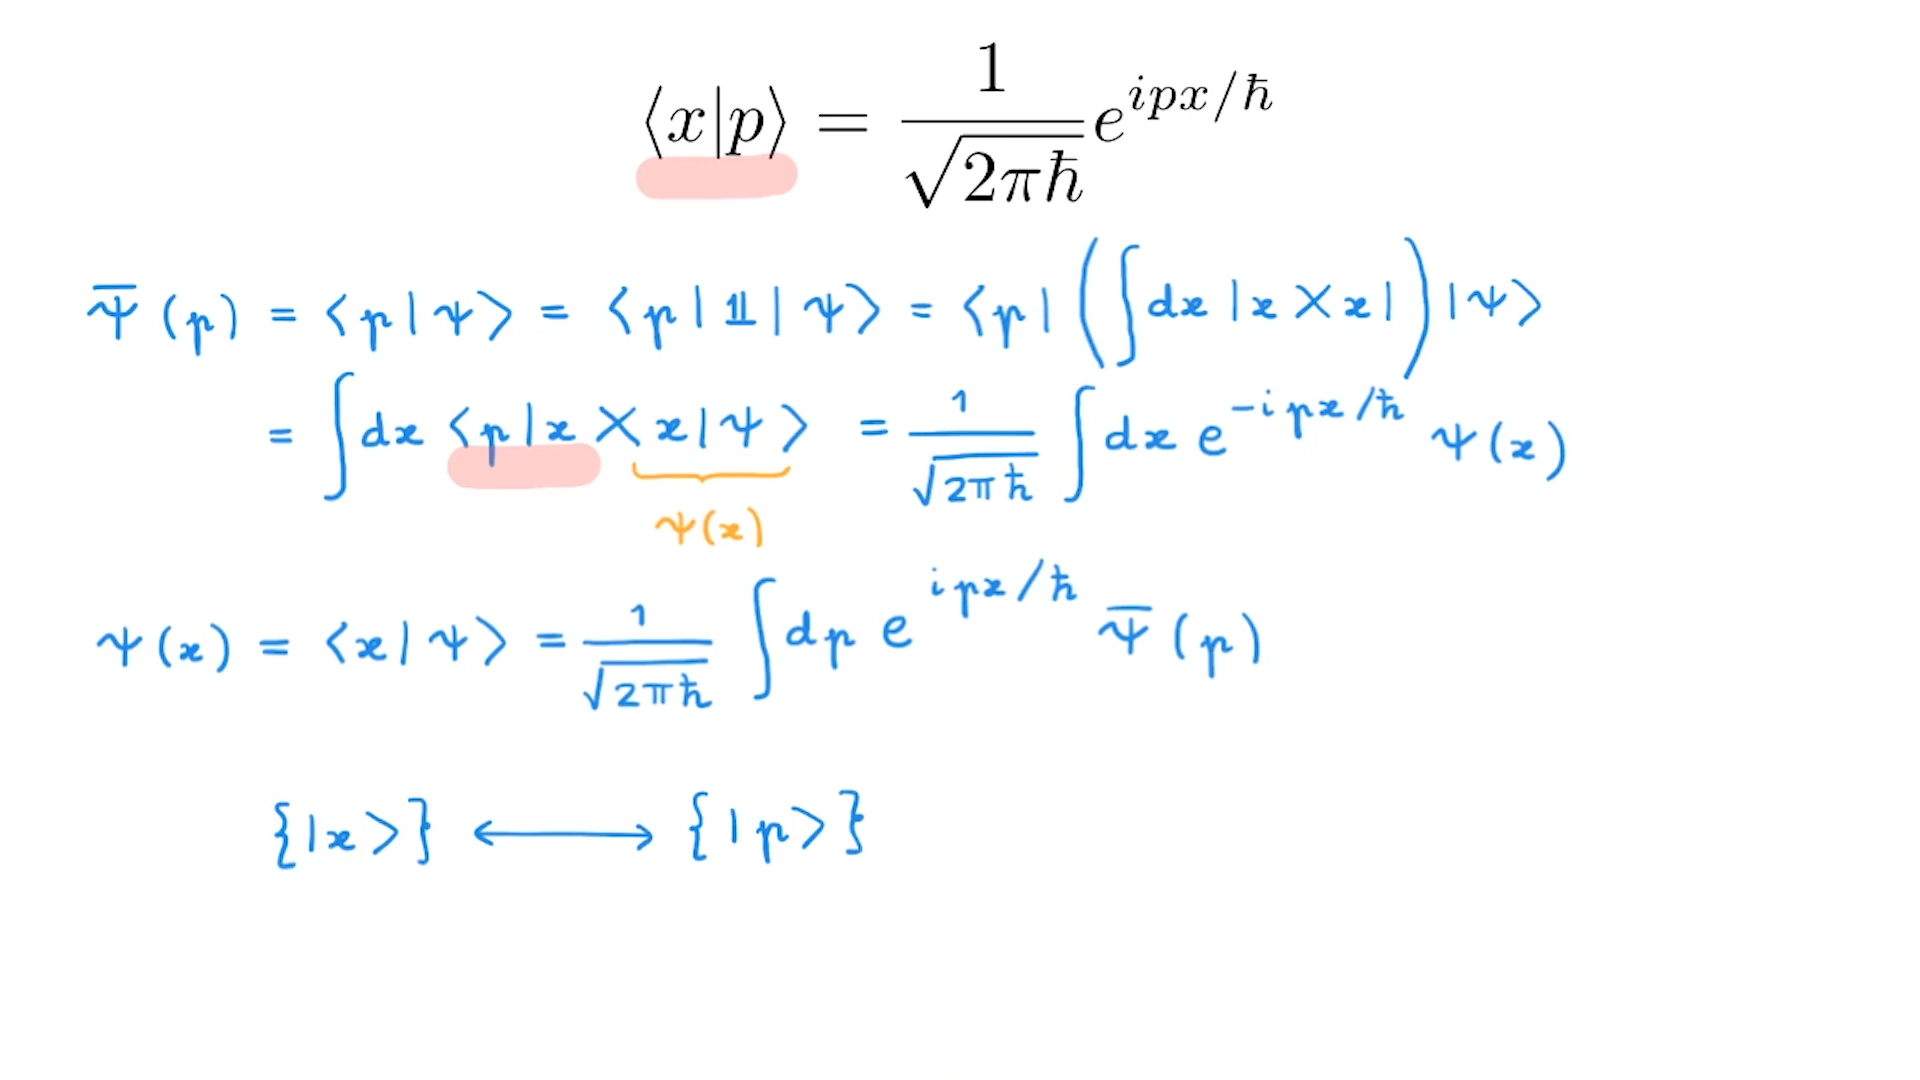 ⟨x|p⟩ = 1/√(2πħ) e^{ipx/ħ}
ψ̅(p) = ⟨p|ψ⟩ = ⟨p|𝟙|ψ⟩ = ⟨p|(∫dx |x⟩⟨x|)|ψ⟩
= ∫dx ⟨p|x⟩⟨x|ψ⟩ = 1/√(2πħ) ∫dx e^{-ipx/ħ} ψ(x)
ψ(x)
ψ(x) = ⟨x|ψ⟩ = 1/√(2πħ) ∫dp e^{ipx/ħ} ψ̅(p)
{|x⟩} ⟷ {|p⟩}